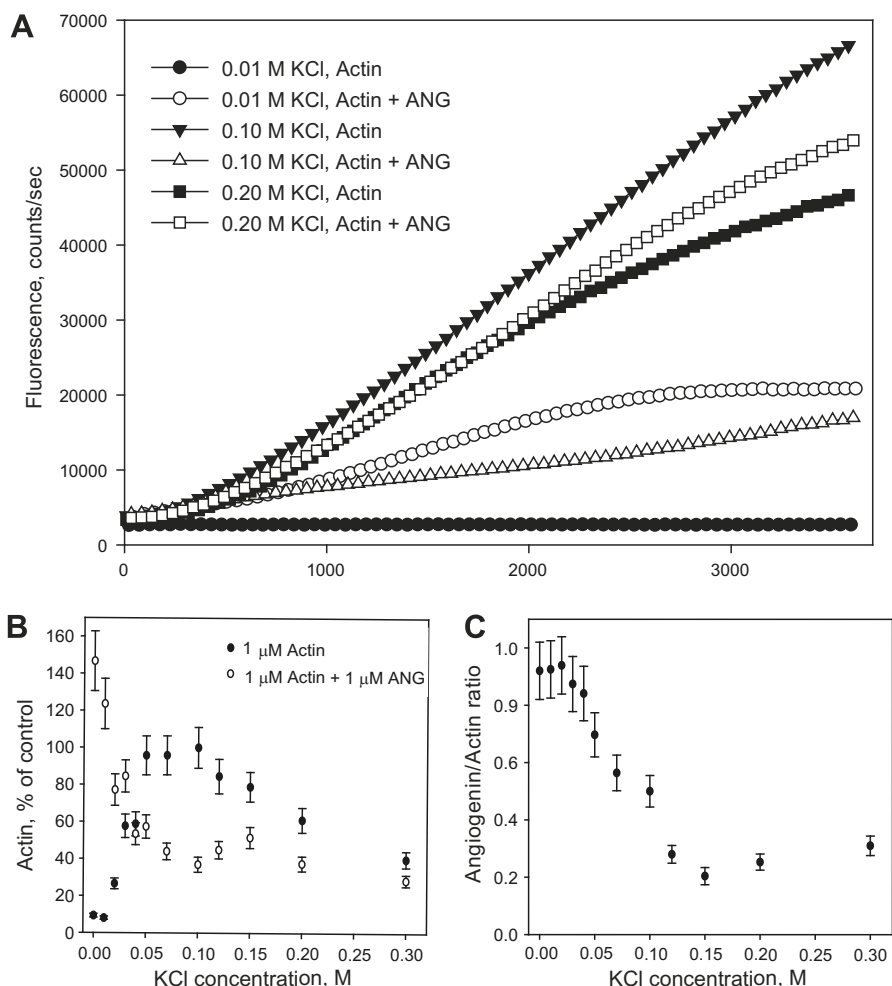 A
70000
60000
50000
40000
30000
20000
10000
0
Fluorescence, counts/sec
0.01 M KCl, Actin
0.01 M KCl, Actin + ANG
0.10 M KCl, Actin
0.10 M KCl, Actin + ANG
0.20 M KCl, Actin
0.20 M KCl, Actin + ANG
0 1000 2000 3000
B
160
140
120
100
80
60
40
20
0
Actin, % of control
1 μM Actin
1 μM Actin + 1 μM ANG
0.00 0.05 0.10 0.15 0.20 0.30
KCl concentration, M
C
1.0
0.9
0.6
0.4
0.2
0.0
Angiogenin/Actin ratio
0.00 0.05 0.10 0.15 0.20 0.30
KCl concentration, M